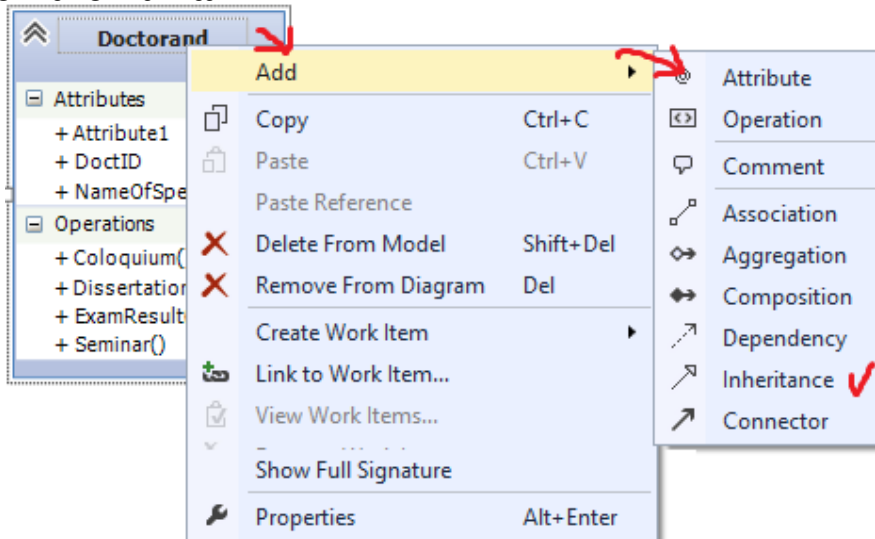 Doctorand
Attributes
+ Attribute1
+ DoctID
+ NameOfSpe
Operations
+ Coloquium(
+ Dissertation
+ ExamResult
+ Seminar()
Add
Copy Ctrl+C
Paste Ctrl+V
Paste Reference
Delete From Model Shift+Del
Remove From Diagram Del
Create Work Item
Link to Work Item...
View Work Items...
Show Full Signature
Properties Alt+Enter
Attribute
Operation
Comment
Association
Aggregation
Composition
Dependency
Inheritance
Connector